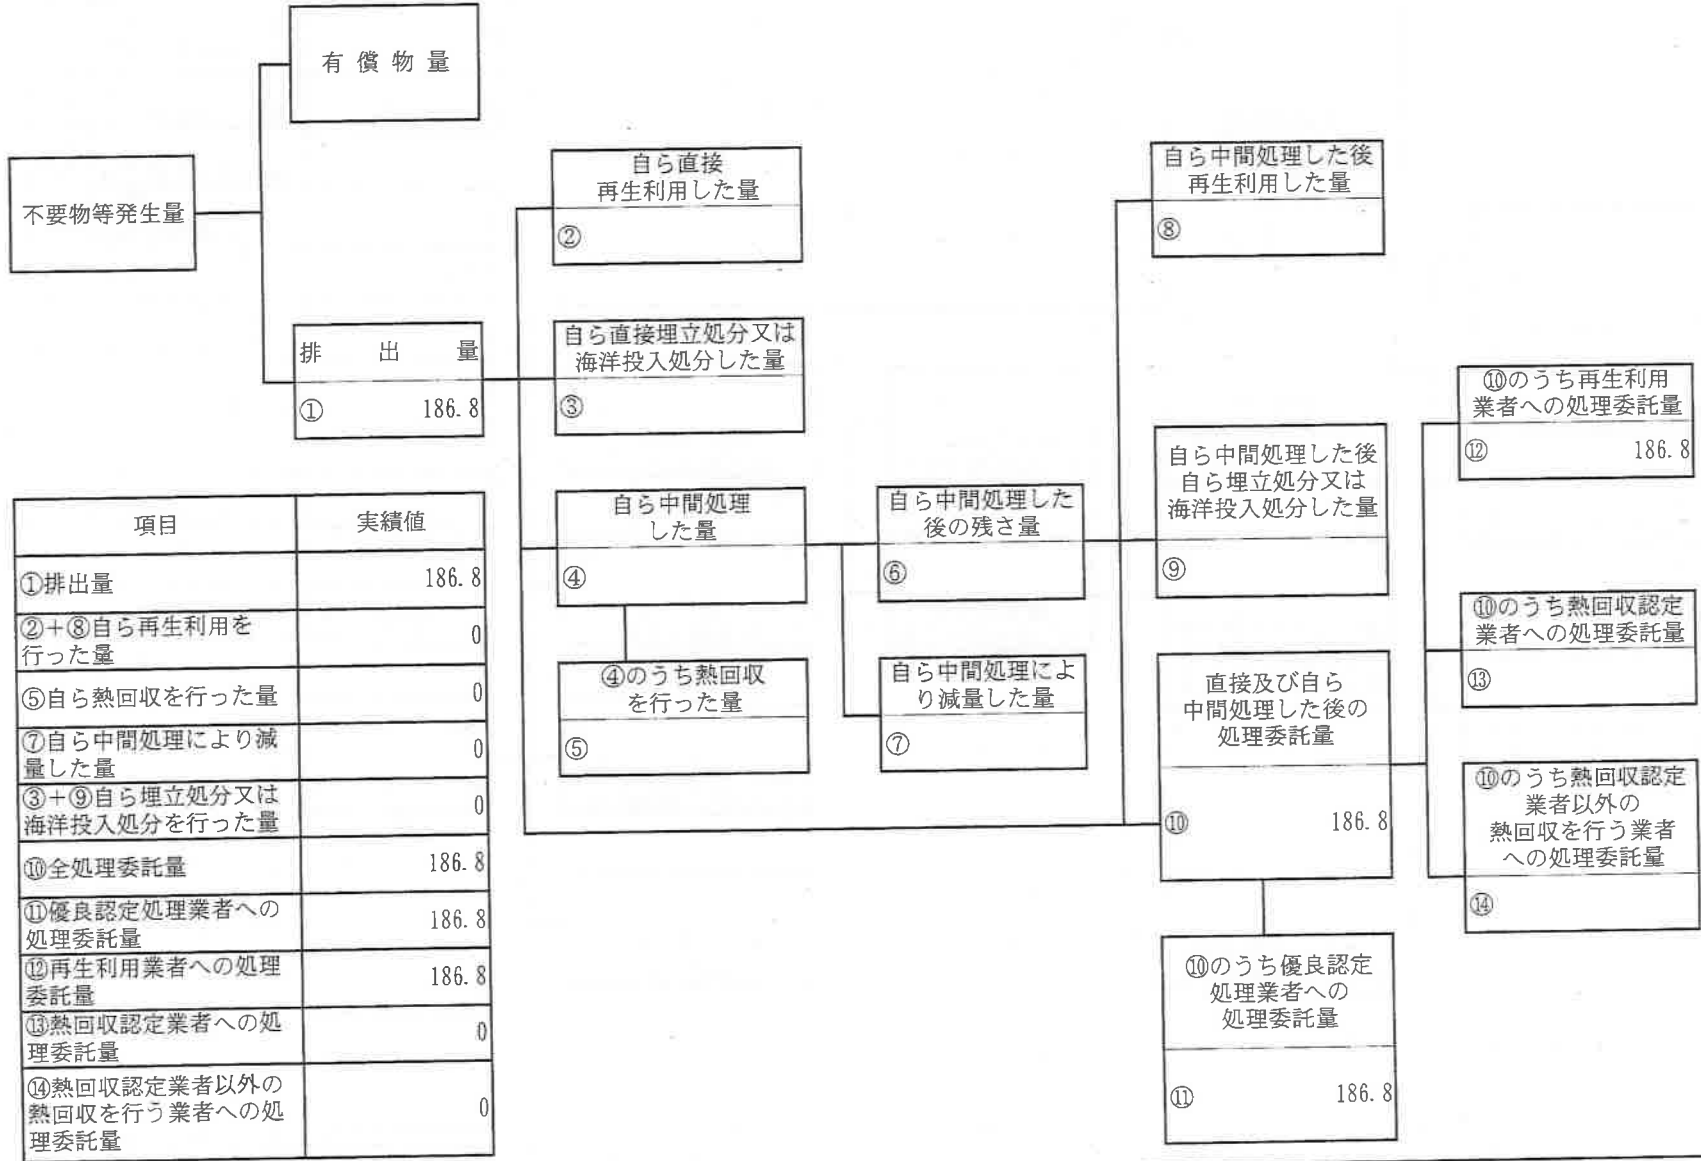 有償物量
不要物等発生量
排出量
① 186.8
自ら直接
再生利用した量
②
自ら直接埋立処分又は
海洋投入処分した量
③
自ら中間処理
した量
④
④のうち熱回収
を行った量
⑤
自ら中間処理した
後の残さ量
⑥
自ら中間処理によ
り減量した量
⑦
自ら中間処理した後
再生利用した量
⑧
自ら中間処理した後
自ら埋立処分又は
海洋投入処分した量
⑨
直接及び自ら
中間処理した後の
処理委託量
⑩ 186.8
⑩のうち優良認定
処理業者への
処理委託量
⑪ 186.8
⑩のうち再生利用
業者への処理委託量
⑫ 186.8
⑩のうち熱回収認定
業者への処理委託量
⑬
⑩のうち熱回収認定
業者以外の
熱回収を行う業者
への処理委託量
⑭
項目 実績値
①排出量 186.8
②+⑧自ら再生利用を
行った量 0
⑤自ら熱回収を行った量 0
⑦自ら中間処理により減
量した量 0
③+⑨自ら埋立処分又は
海洋投入処分を行った量 0
⑩全処理委託量 186.8
⑪優良認定処理業者への
処理委託量 186.8
⑫再生利用業者への処理
委託量 186.8
⑬熱回収認定業者への処
理委託量 0
⑭熱回収認定業者以外の
熱回収を行う業者への処
理委託量 0